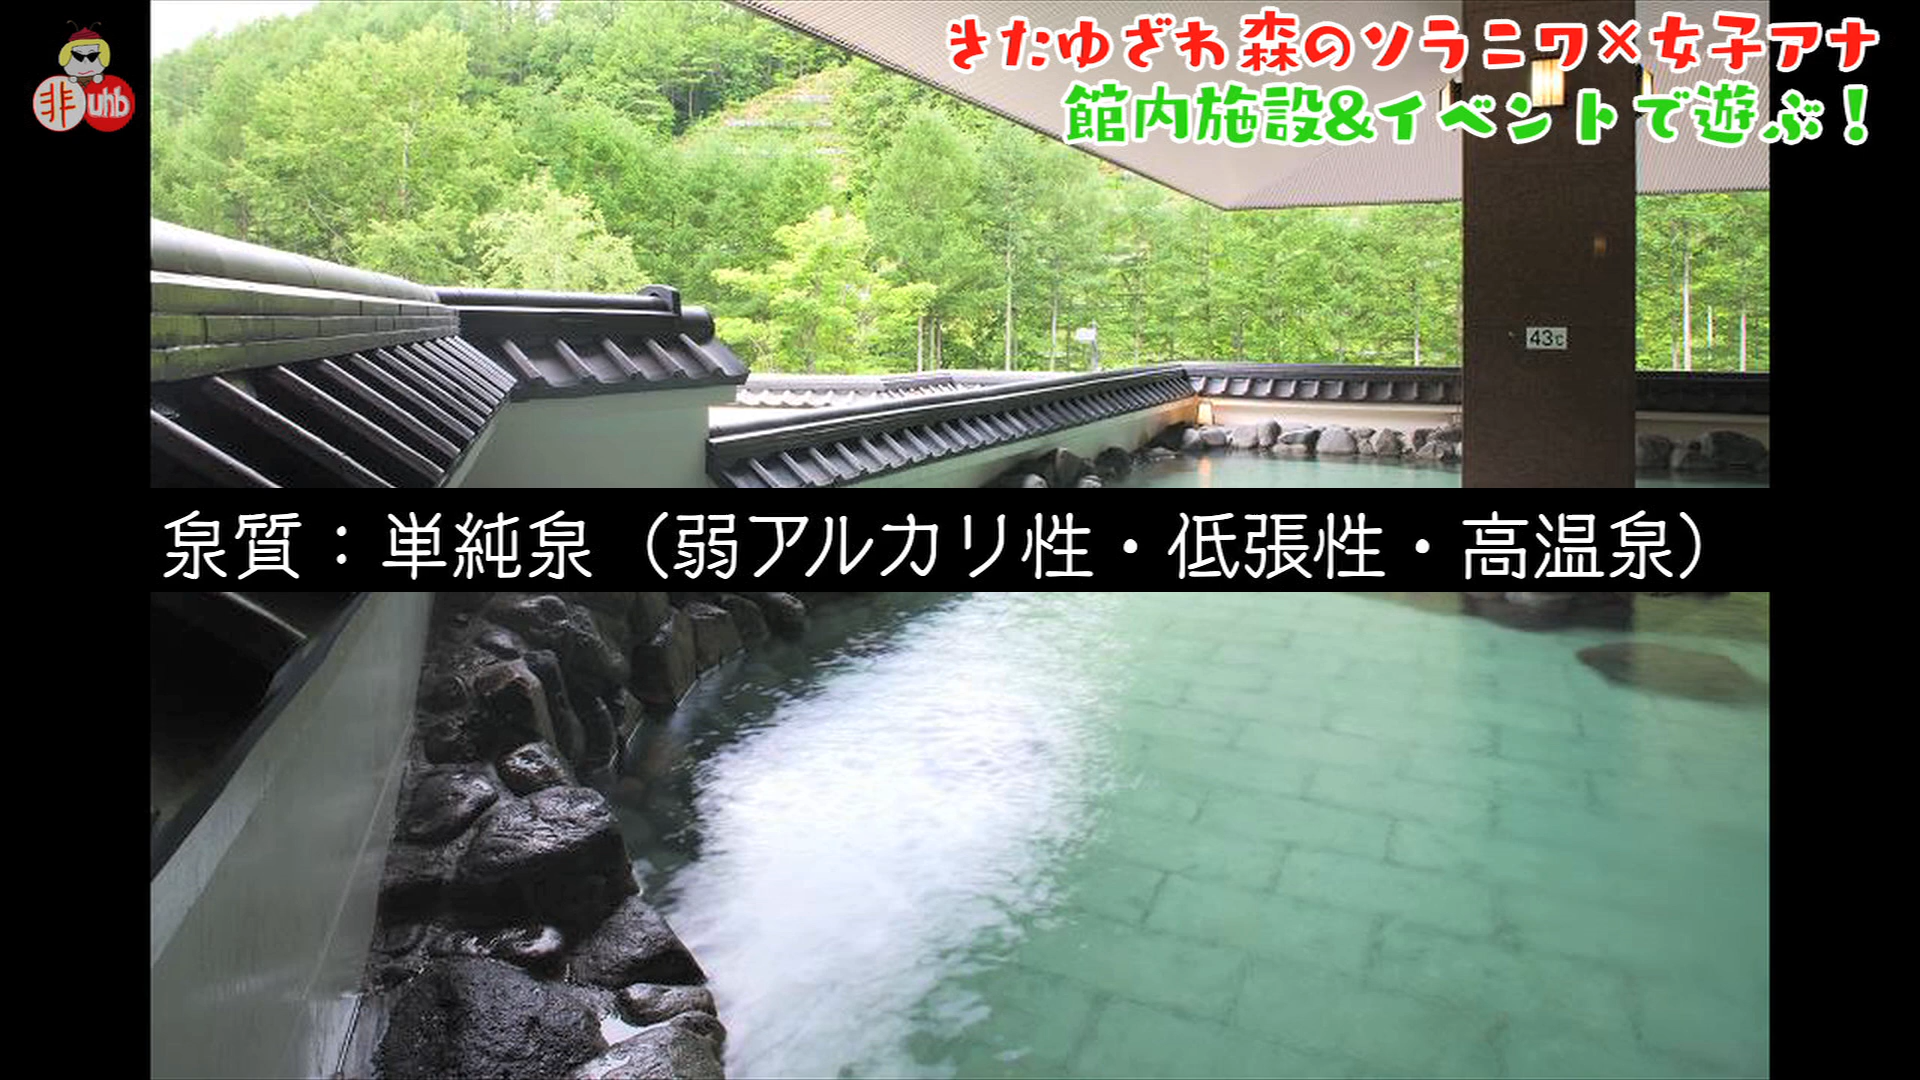 きたゆざわ森のソラニワ×女子アナ
館内施設&イベントで遊ぶ！
非 uhb
43℃
泉質：単純泉（弱アルカリ性・低張性・高温泉）